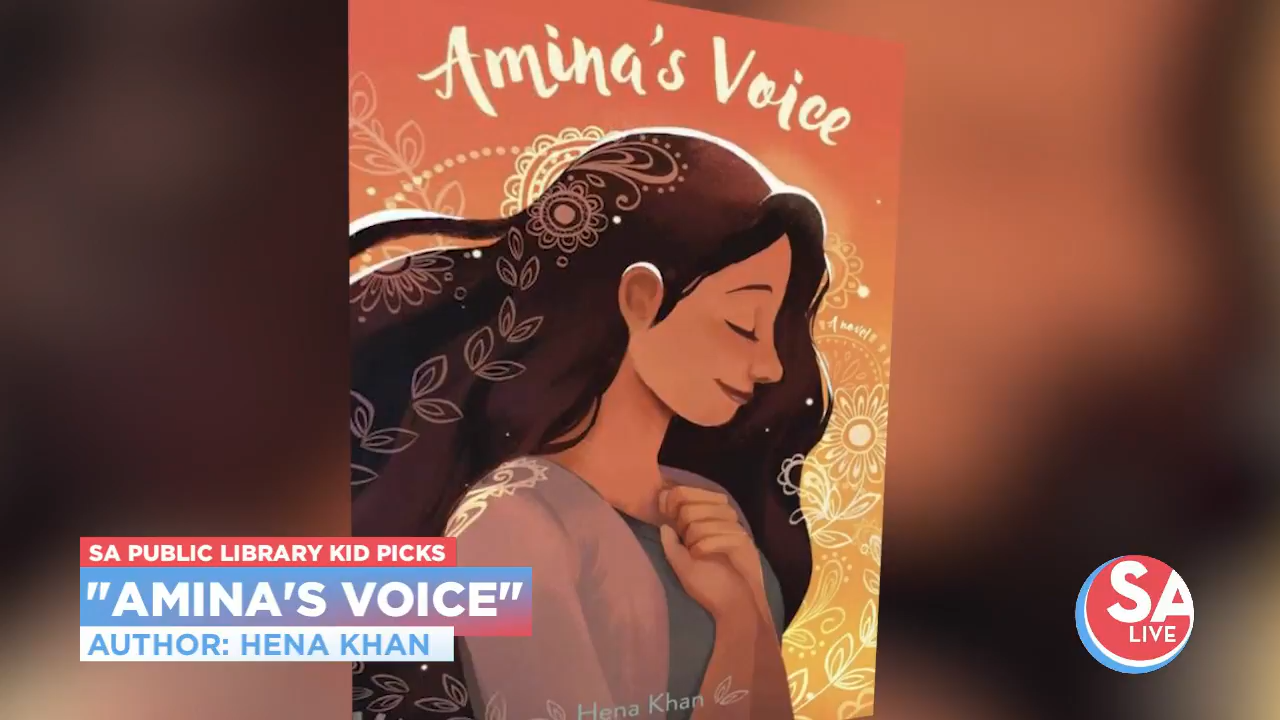 Amina's Voice
A novel
Hena Khan
SA PUBLIC LIBRARY KID PICKS
"AMINA'S VOICE"
AUTHOR: HENA KHAN
SA
LIVE